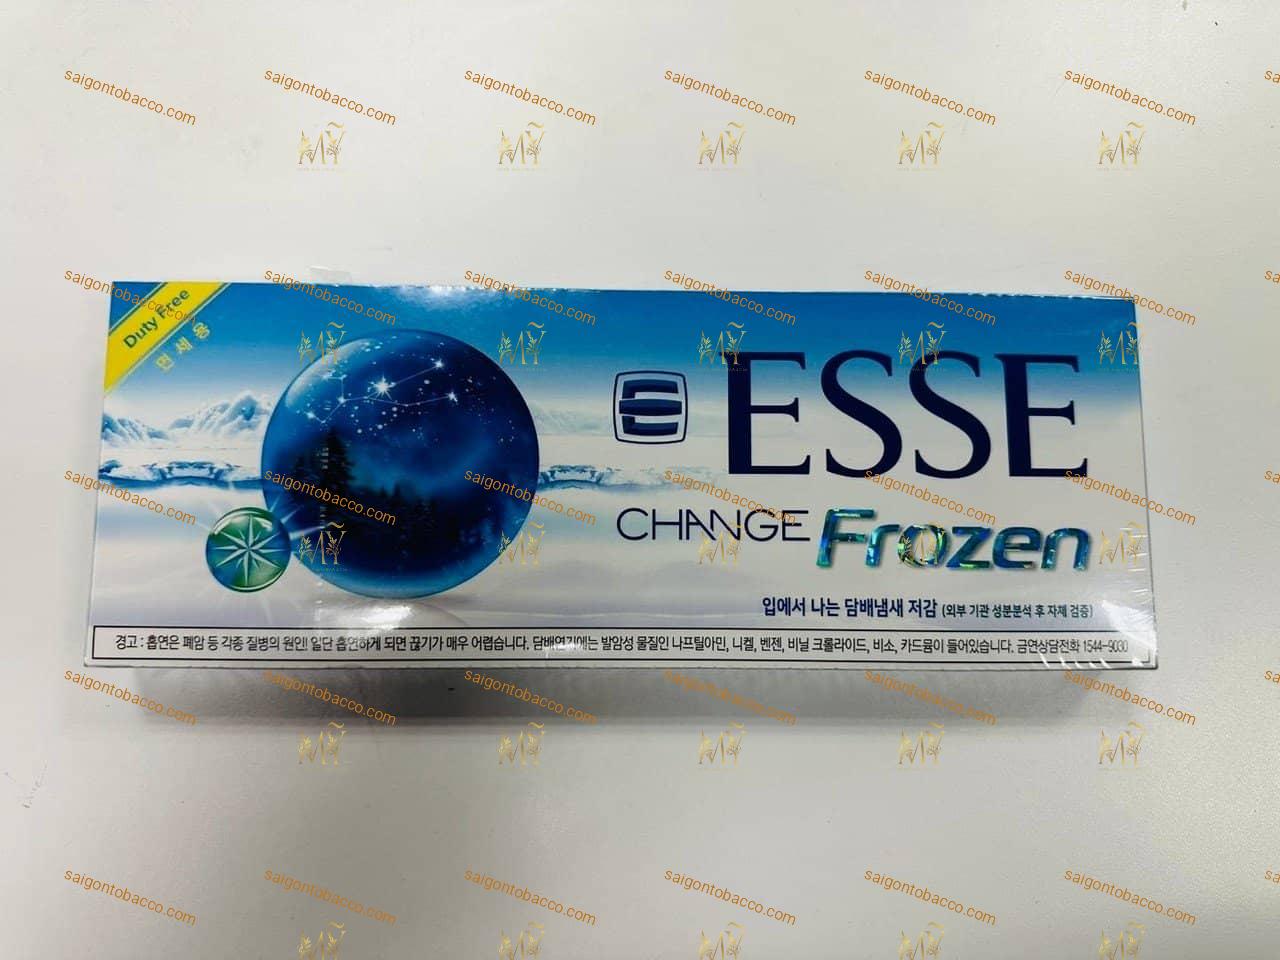 Duty Free
면세용
ESSE
CHANGE Frozen
입에서 나는 담배냄새 저감 (외부 기관 성분분석 후 자체 검증)
경고 : 흡연은 폐암 등 각종 질병의 원인! 일단 흡연하게 되면 끊기가 매우 어렵습니다. 담배연기에는 발암성 물질인 나프틸아민, 니켈, 벤젠, 비닐 크롤라이드, 비소, 카드뮴이 들어있습니다. 금연상담전화 1544-9030
saigontobacco.com
MỸ